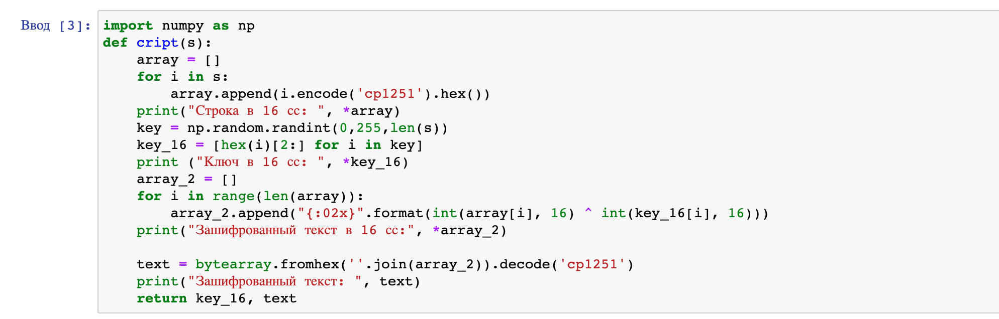 Ввод [3]: import numpy as np
def cript(s):
    array = []
    for i in s:
        array.append(i.encode('cp1251').hex())
    print("Строка в 16 сс: ", *array)
    key = np.random.randint(0,255,len(s))
    key_16 = [hex(i)[2:] for i in key]
    print ("Ключ в 16 сс: ", *key_16)
    array_2 = []
    for i in range(len(array)):
        array_2.append("{:02x}".format(int(array[i], 16) ^ int(key_16[i], 16)))
    print("Зашифрованный текст в 16 сс:", *array_2)

    text = bytearray.fromhex(''.join(array_2)).decode('cp1251')
    print("Зашифрованный текст: ", text)
    return key_16, text